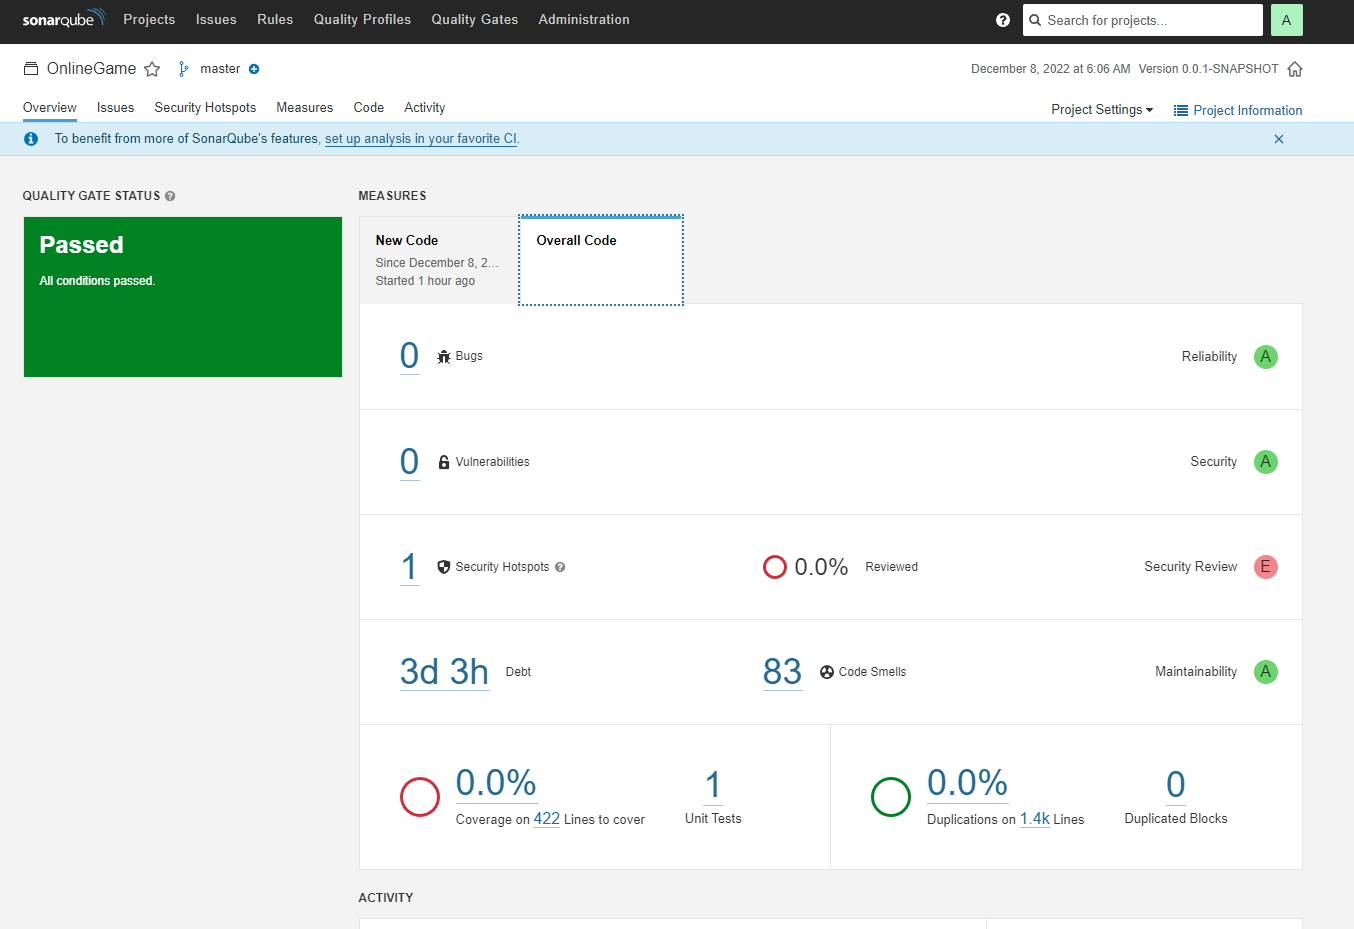 sonarqube Projects Issues Rules Quality Profiles Quality Gates Administration ? Search for projects... A
OnlineGame master December 8, 2022 at 6:06 AM Version 0.0.1-SNAPSHOT
Overview Issues Security Hotspots Measures Code Activity Project Settings Project Information
To benefit from more of SonarQube's features, set up analysis in your favorite CI.
QUALITY GATE STATUS ?
Passed
All conditions passed.
MEASURES
New Code
Since December 8, 2...
Started 1 hour ago
Overall Code
0 Bugs Reliability A
0 Vulnerabilities Security A
1 Security Hotspots ? 0.0% Reviewed Security Review E
3d 3h Debt 83 Code Smells Maintainability A
0.0%
Coverage on 422 Lines to cover
1
Unit Tests
0.0%
Duplications on 1.4k Lines
0
Duplicated Blocks
ACTIVITY